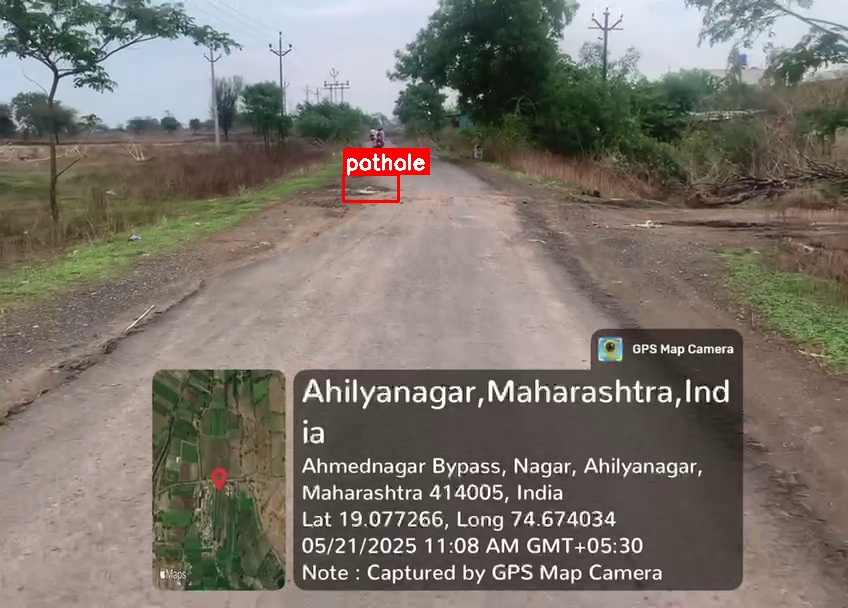 pothole
GPS Map Camera
Ahilyanagar,Maharashtra,Ind
ia
Ahmednagar Bypass, Nagar, Ahilyanagar,
Maharashtra 414005, India
Lat 19.077266, Long 74.674034
05/21/2025 11:08 AM GMT+05:30
Note : Captured by GPS Map Camera
Maps